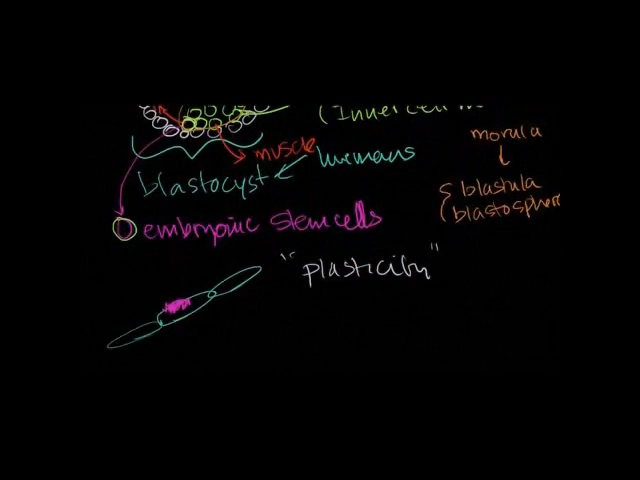 (Inner cell
morula
muscle
humans
blastocyst
blastula
(blastosphere
embryonic stem cells
"plasticity"